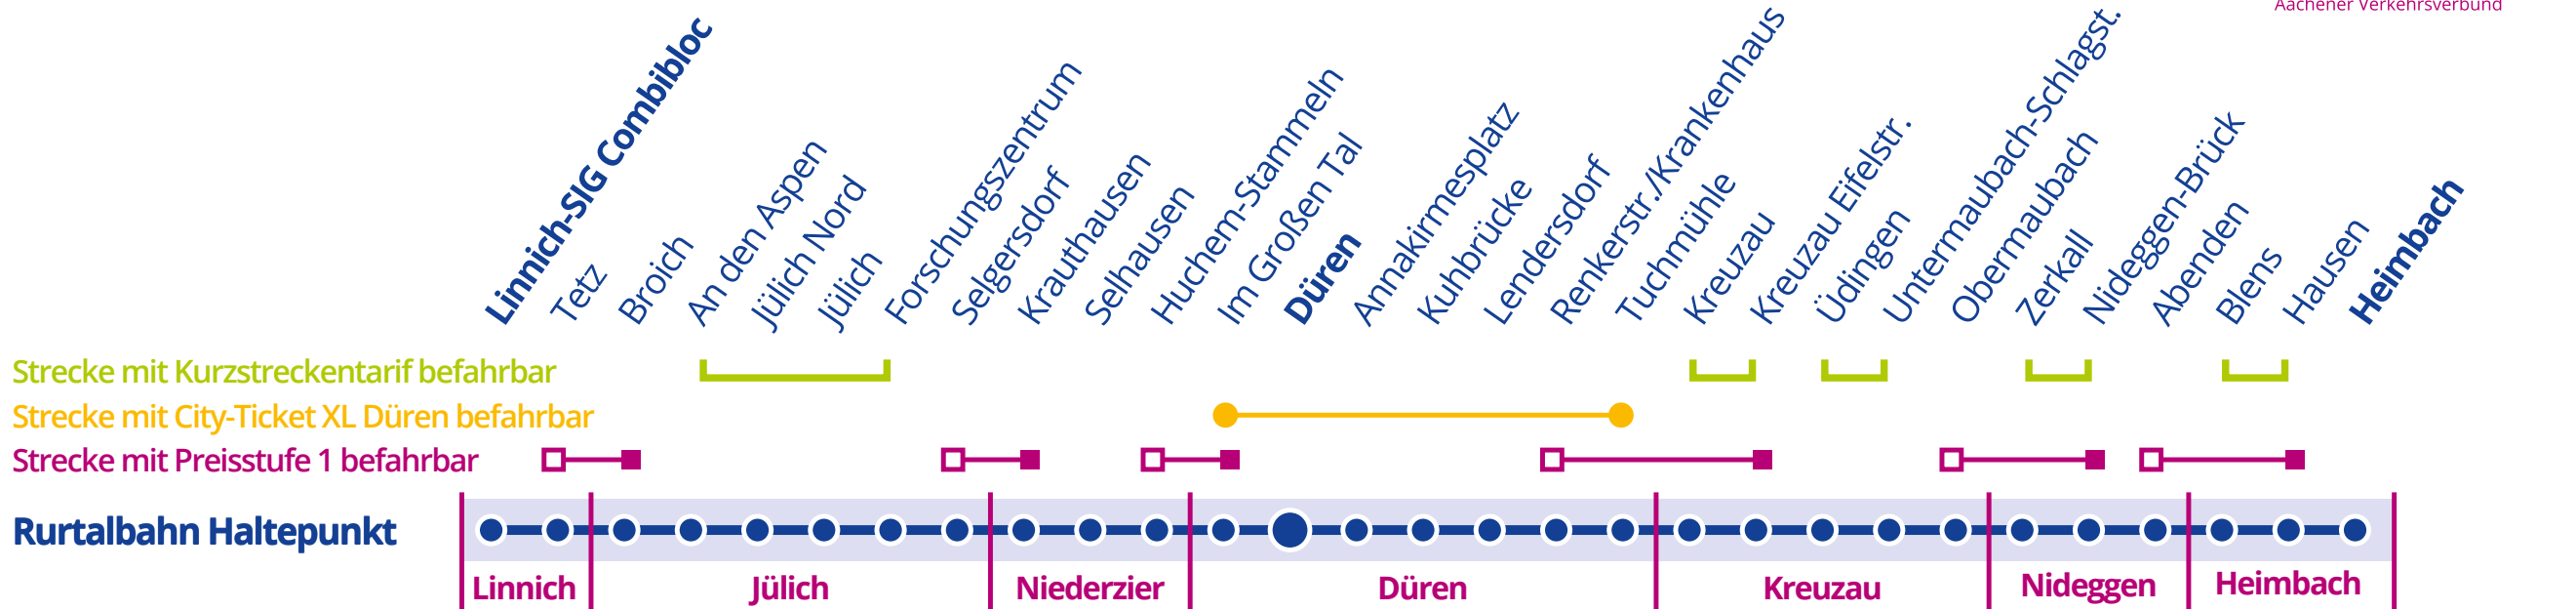 Aachener Verkehrsverbund
Linnich-SIG Combibloc
Tetz
Broich
An den Aspen
Jülich Nord
Jülich
Forschungszentrum
Selgersdorf
Krauthausen
Selhausen
Huchem-Stammeln
Im Großen Tal
Düren
Annakirmesplatz
Kuhbrücke
Lendersdorf
Renkerstr./Krankenhaus
Tuchmühle
Kreuzau
Kreuzau Eifelstr.
Üdingen
Untermaubach-Schlagst.
Obermaubach
Zerkall
Nideggen-Brück
Abenden
Blens
Hausen
Heimbach
Strecke mit Kurzstreckentarif befahrbar
Strecke mit City-Ticket XL Düren befahrbar
Strecke mit Preisstufe 1 befahrbar
Rurtalbahn Haltepunkt
Linnich
Jülich
Niederzier
Düren
Kreuzau
Nideggen
Heimbach